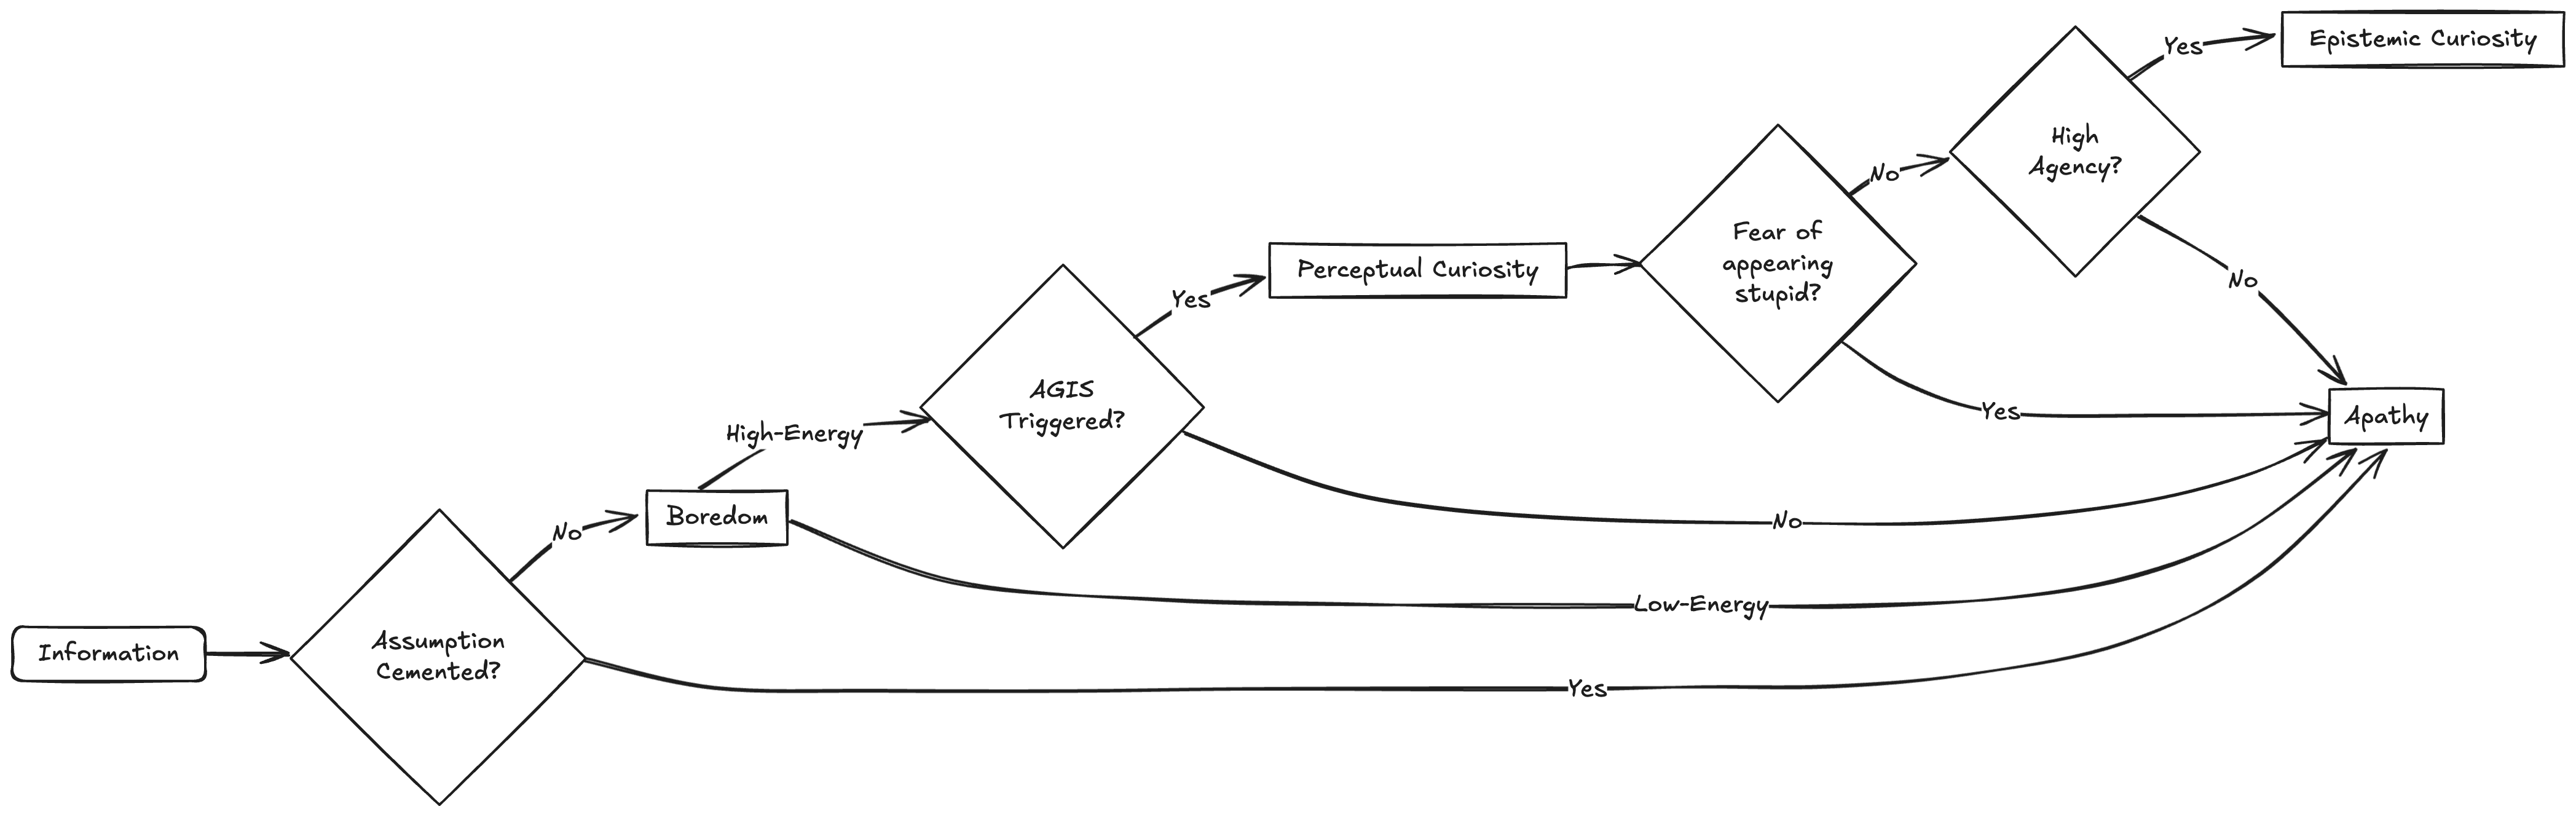 Information
Assumption
Cemented?
No
Yes
Boredom
High-Energy
Low-Energy
AGIS
Triggered?
Yes
No
Perceptual Curiosity
Fear of
appearing
stupid?
No
Yes
High
Agency?
Yes
No
Epistemic Curiosity
Apathy